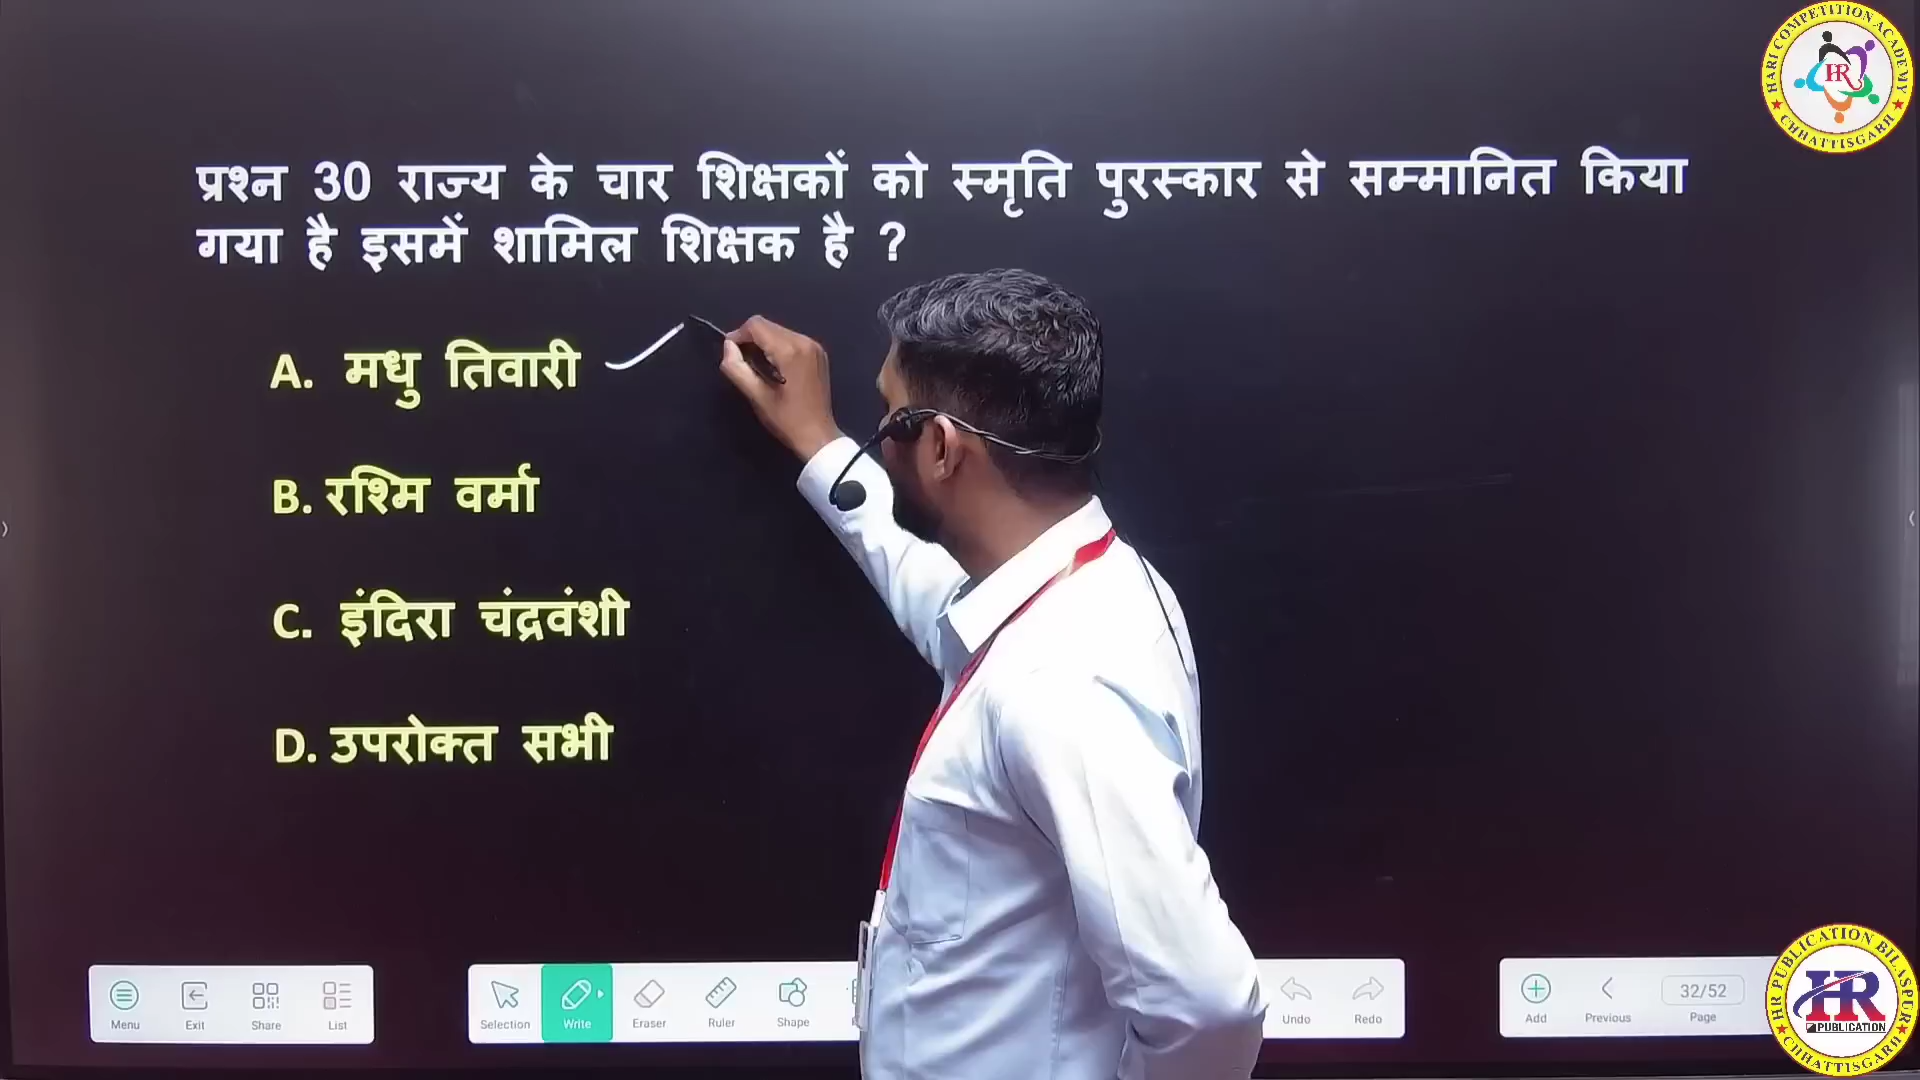 HARI COMPETITION ACADEMY
HR
CHHATTISGARH
प्रश्न 30 राज्य के चार शिक्षकों को स्मृति पुरस्कार से सम्मानित किया
गया है इसमें शामिल शिक्षक है ?
A. मधु तिवारी
B. रश्मि वर्मा
C. इंदिरा चंद्रवंशी
D. उपरोक्त सभी
Menu Exit Share List
Selection Write Eraser Ruler Shape
Undo Redo
Add Previous 32/52 Page
HR PUBLICATION BILASPUR
HR
PUBLICATION
CHHATTISGARH